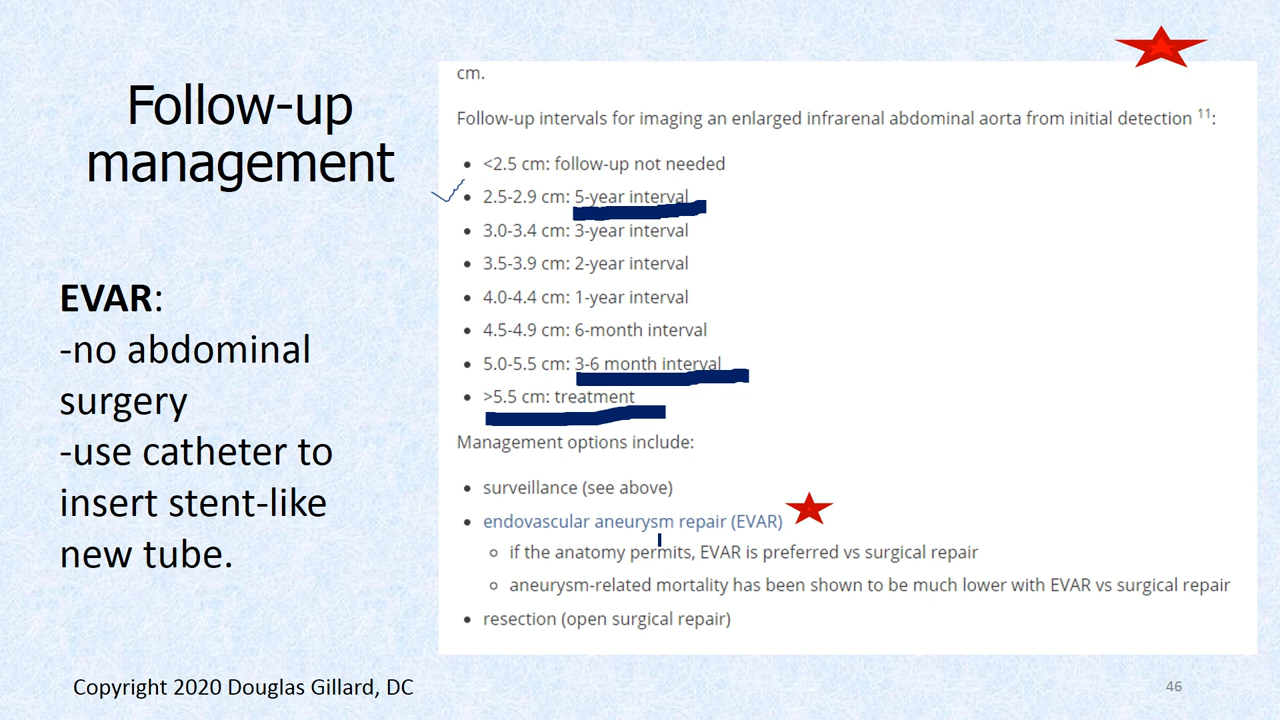 Follow-up
management
EVAR:
-no abdominal
surgery
-use catheter to
insert stent-like
new tube.
cm.
Follow-up intervals for imaging an enlarged infrarenal abdominal aorta from initial detection 11:
<2.5 cm: follow-up not needed
2.5-2.9 cm: 5-year interval
3.0-3.4 cm: 3-year interval
3.5-3.9 cm: 2-year interval
4.0-4.4 cm: 1-year interval
4.5-4.9 cm: 6-month interval
5.0-5.5 cm: 3-6 month interval
>5.5 cm: treatment
Management options include:
surveillance (see above)
endovascular aneurysm repair (EVAR)
if the anatomy permits, EVAR is preferred vs surgical repair
aneurysm-related mortality has been shown to be much lower with EVAR vs surgical repair
resection (open surgical repair)
Copyright 2020 Douglas Gillard, DC
46